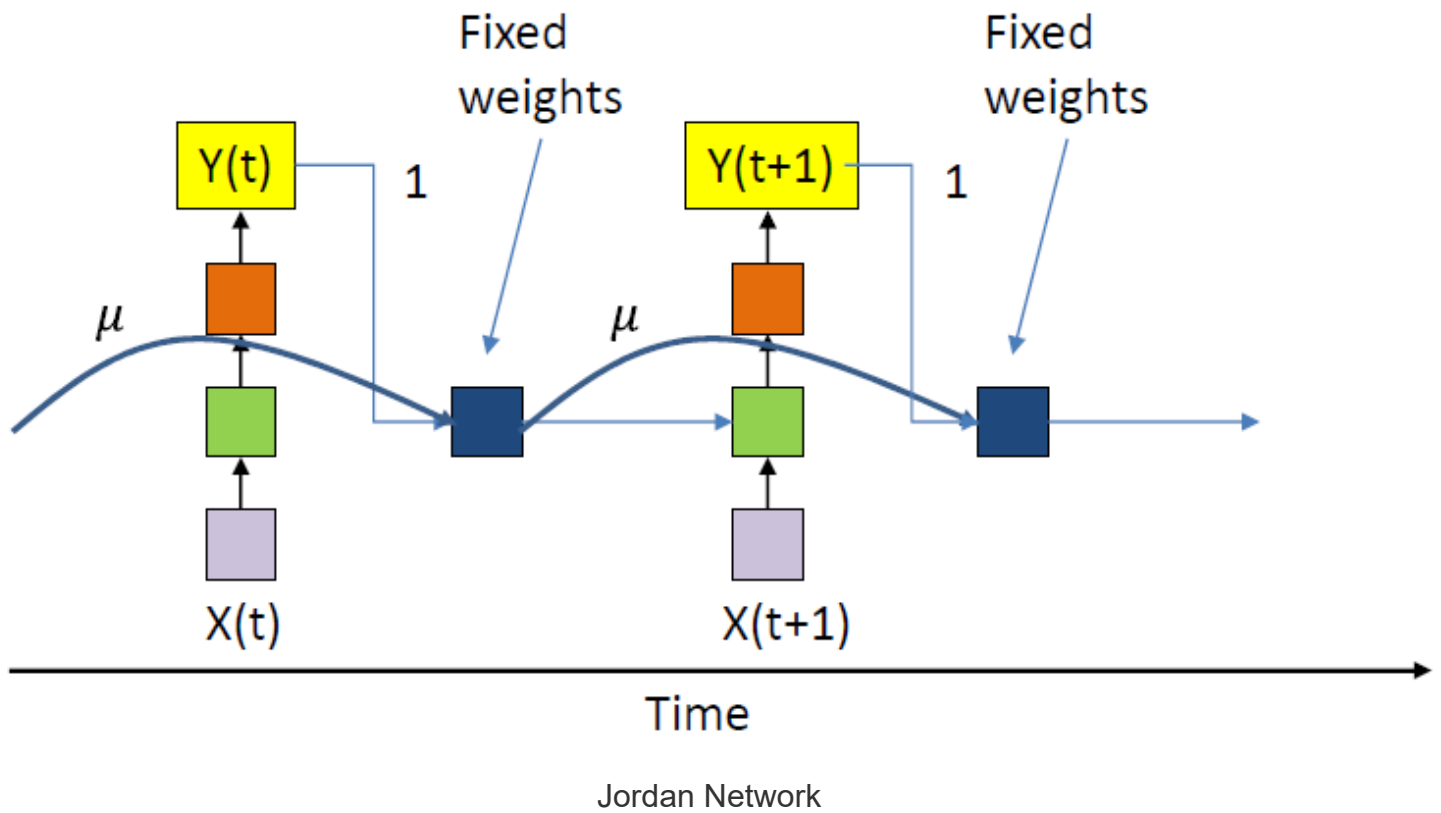 Fixed
weights
Fixed
weights
Y(t)
1
Y(t+1)
1
μ
μ
X(t)
X(t+1)
Time
Jordan Network